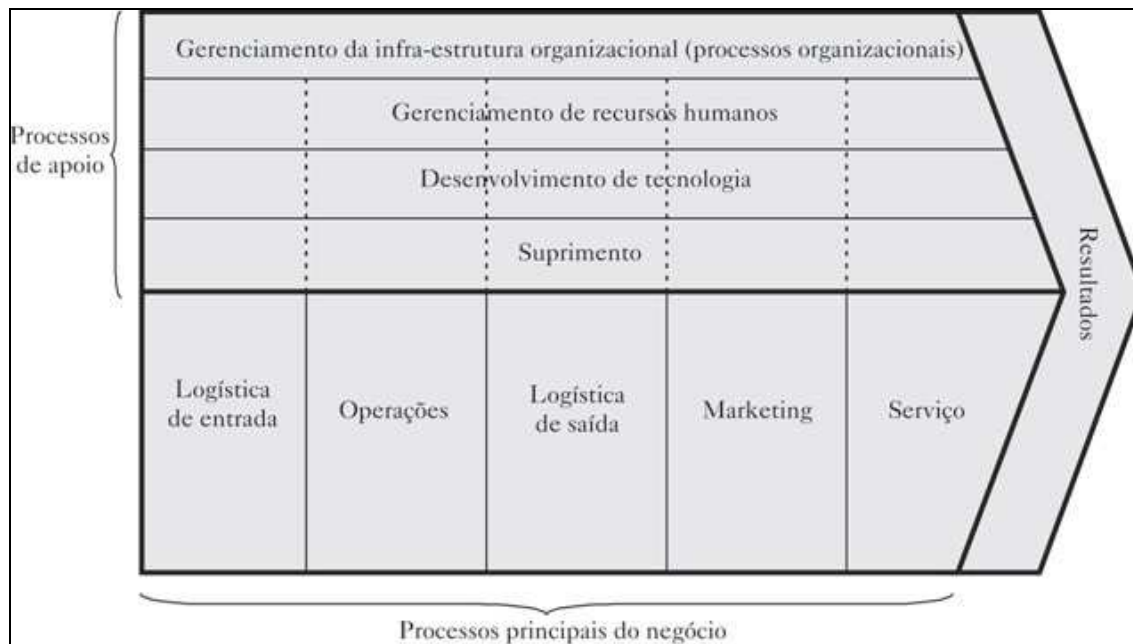 Gerenciamento da infra-estrutura organizacional (processos organizacionais)
Gerenciamento de recursos humanos
Processos
de apoio
Desenvolvimento de tecnologia
Suprimento
Resultados
Logística
de entrada
Operações
Logística
de saída
Marketing
Serviço
Processos principais do negócio